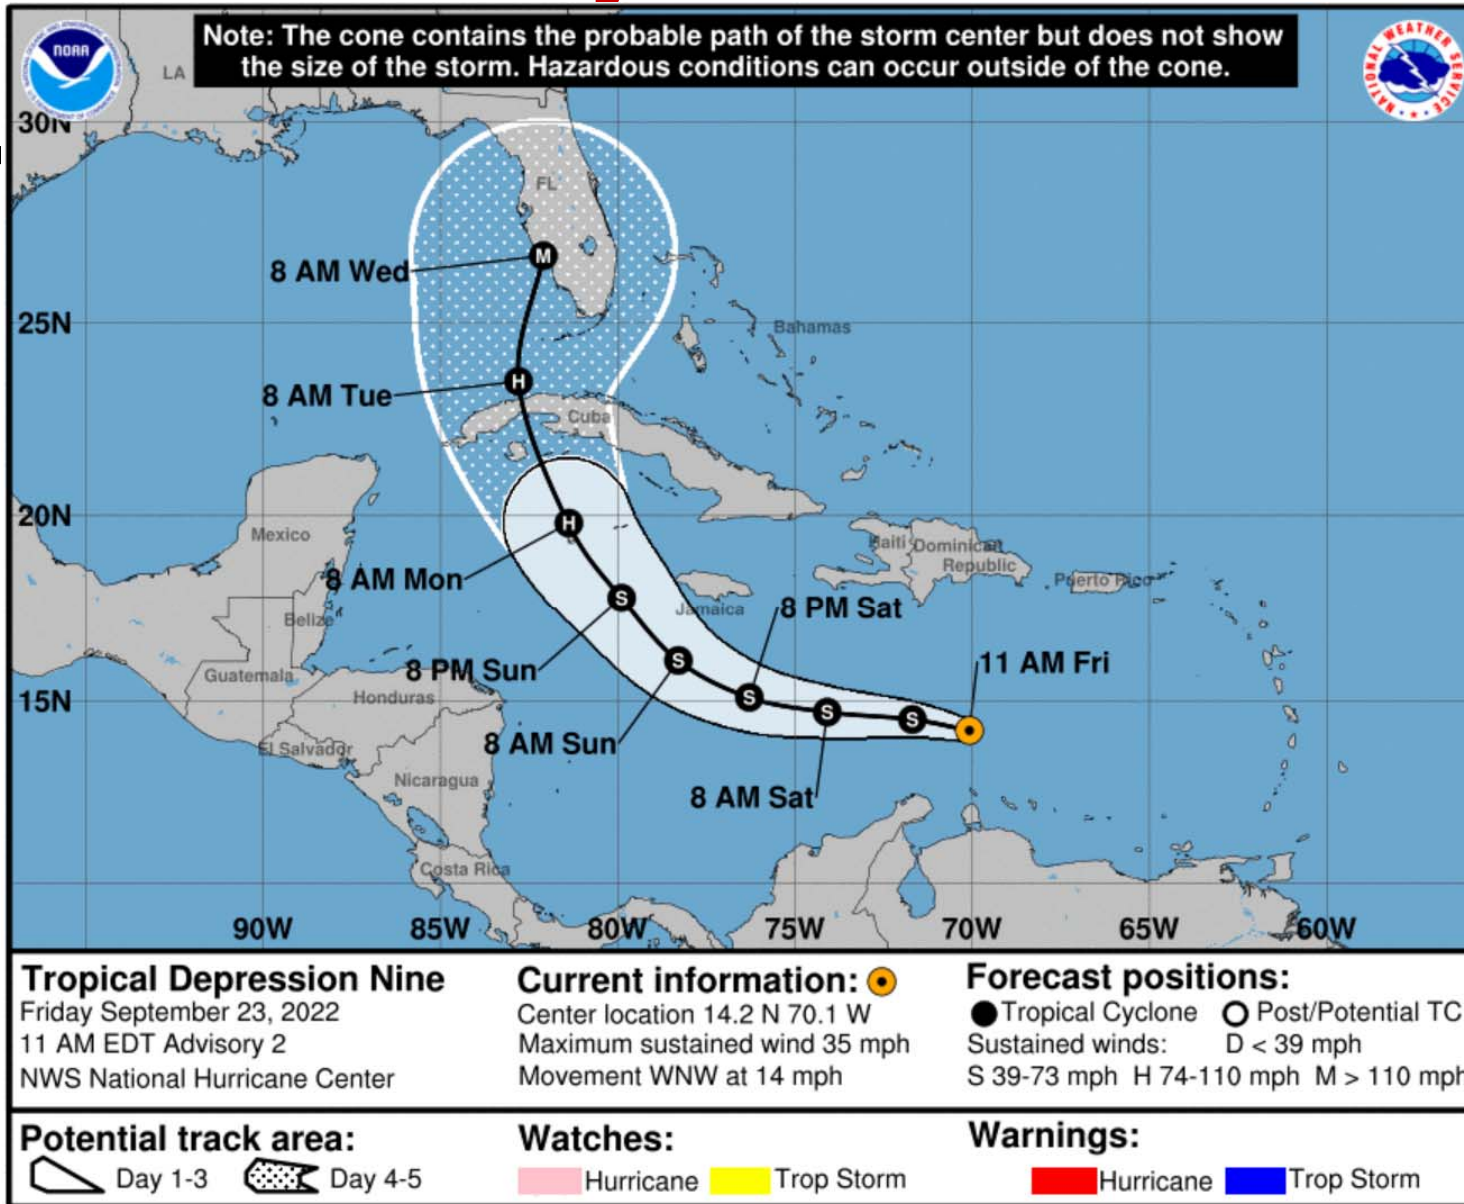 Note: The cone contains the probable path of the storm center but does not show
the size of the storm. Hazardous conditions can occur outside of the cone.
NOAA
NATIONAL WEATHER SERVICE
LA
30N
FL
8 AM Wed
M
25N
Bahamas
8 AM Tue
H
Cuba
20N
Mexico
H
Haiti
Dominican
Republic
Puerto Rico
8 AM Mon
Belize
S
Jamaica
8 PM Sat
8 PM Sun
S
11 AM Fri
Guatemala
Honduras
15N
S
S
S
8 AM Sun
El Salvador
Nicaragua
8 AM Sat
Costa Rica
90W
85W
80W
75W
70W
65W
60W
Tropical Depression Nine
Friday September 23, 2022
11 AM EDT Advisory 2
NWS National Hurricane Center
Current information:
Center location 14.2 N 70.1 W
Maximum sustained wind 35 mph
Movement WNW at 14 mph
Forecast positions:
Tropical Cyclone
Post/Potential TC
Sustained winds: D < 39 mph
S 39-73 mph H 74-110 mph M > 110 mph
Potential track area:
Day 1-3
Day 4-5
Watches:
Hurricane
Trop Storm
Warnings:
Hurricane
Trop Storm